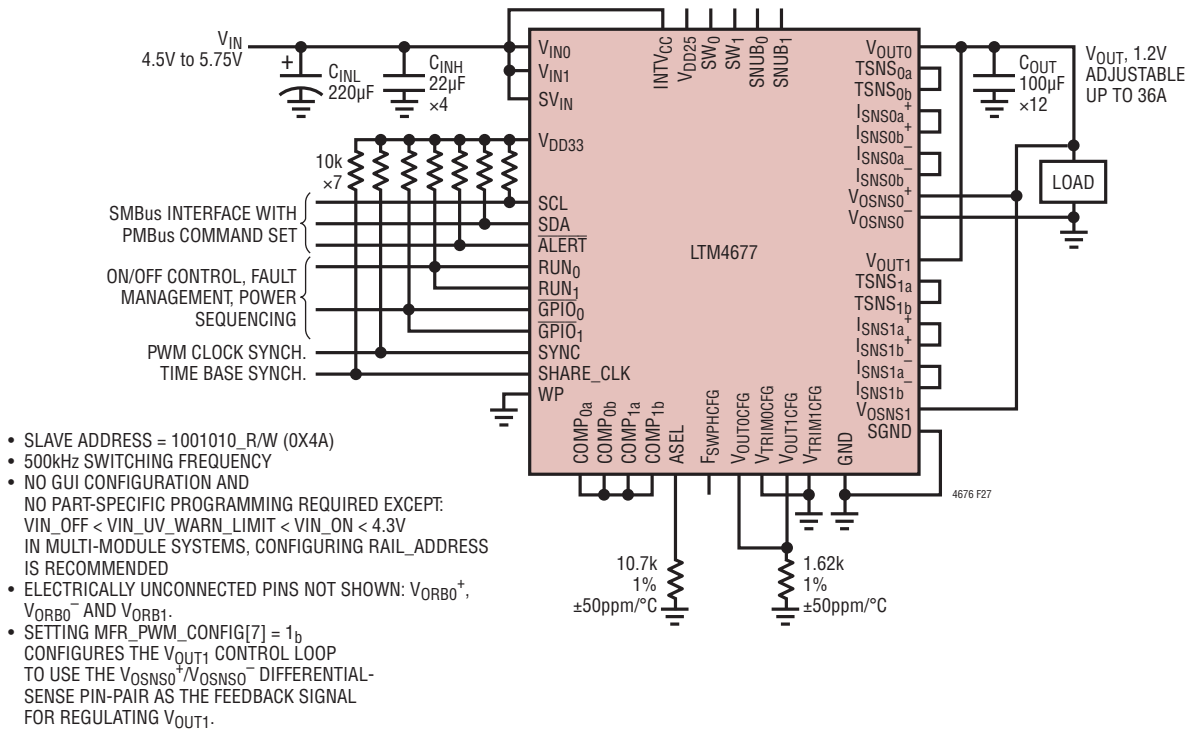 V_IN
4.5V to 5.75V
+
C_INL
220µF
C_INH
22µF
×4
10k
×7
SMBus INTERFACE WITH
PMBus COMMAND SET
ON/OFF CONTROL, FAULT
MANAGEMENT, POWER
SEQUENCING
PWM CLOCK SYNCH.
TIME BASE SYNCH.
V_IN0
V_IN1
SV_IN
V_DD33
SCL
SDA
ALERT
RUN_0
RUN_1
GPIO_0
GPIO_1
SYNC
SHARE_CLK
WP
INTV_CC
V_DD25
SW_0
SW_1
SNUB_0
SNUB_1
LTM4677
V_OUT0
TSNS_0a
TSNS_0b
I_SNS0a^+
I_SNS0b^+
I_SNS0a^–
I_SNS0b^–
V_OSNS0^+
V_OSNS0^–
V_OUT1
TSNS_1a
TSNS_1b
I_SNS1a^+
I_SNS1b^+
I_SNS1a^–
I_SNS1b^–
V_OSNS1
SGND
COMP_0a
COMP_0b
COMP_1a
COMP_1b
ASEL
F_SWPHCFG
V_OUT0CFG
V_TRIM0CFG
V_OUT1CFG
V_TRIM1CFG
GND
C_OUT
100µF
×12
V_OUT, 1.2V
ADJUSTABLE
UP TO 36A
LOAD
4676 F27
10.7k
1%
±50ppm/°C
1.62k
1%
±50ppm/°C
• SLAVE ADDRESS = 1001010_R/W (0X4A)
• 500kHz SWITCHING FREQUENCY
• NO GUI CONFIGURATION AND
NO PART-SPECIFIC PROGRAMMING REQUIRED EXCEPT:
VIN_OFF < VIN_UV_WARN_LIMIT < VIN_ON < 4.3V
IN MULTI-MODULE SYSTEMS, CONFIGURING RAIL_ADDRESS
IS RECOMMENDED
• ELECTRICALLY UNCONNECTED PINS NOT SHOWN: V_ORB0^+,
V_ORB0^– AND V_ORB1.
• SETTING MFR_PWM_CONFIG[7] = 1_b
CONFIGURES THE V_OUT1 CONTROL LOOP
TO USE THE V_OSNS0^+/V_OSNS0^– DIFFERENTIAL-
SENSE PIN-PAIR AS THE FEEDBACK SIGNAL
FOR REGULATING V_OUT1.